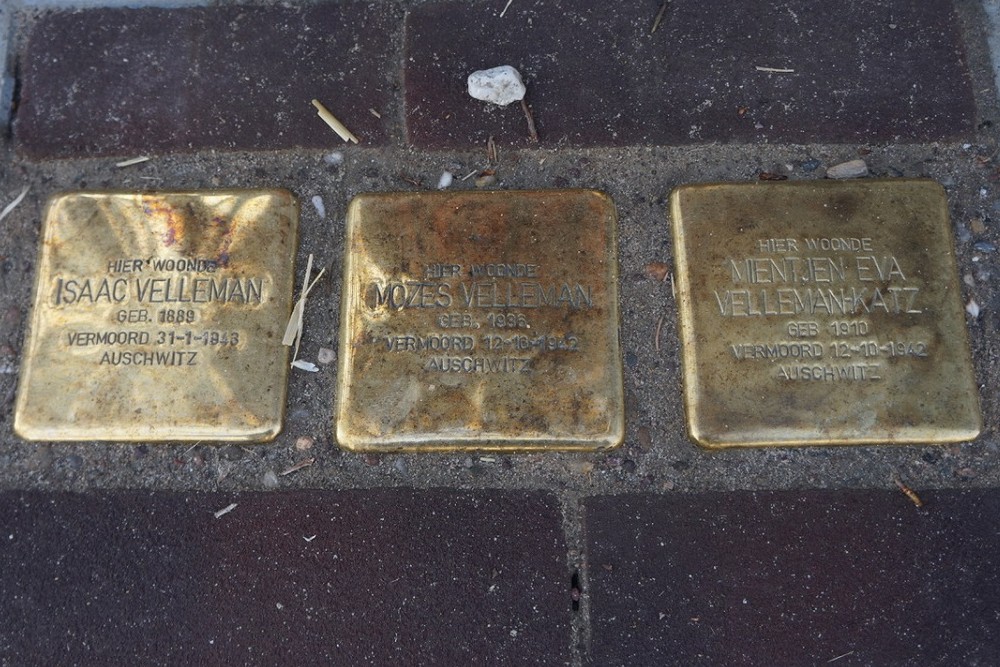 HIER WOONDE
ISAAC VELLEMAN
GEB. 1889
VERMOORD 31-1-1943
AUSCHWITZ
HIER WOONDE
MOZES VELLEMAN
GEB. 1936
VERMOORD 12-10-1942
AUSCHWITZ
HIER WOONDE
MIENTJEN EVA
VELLEMAN-KATZ
GEB 1910
VERMOORD 12-10-1942
AUSCHWITZ